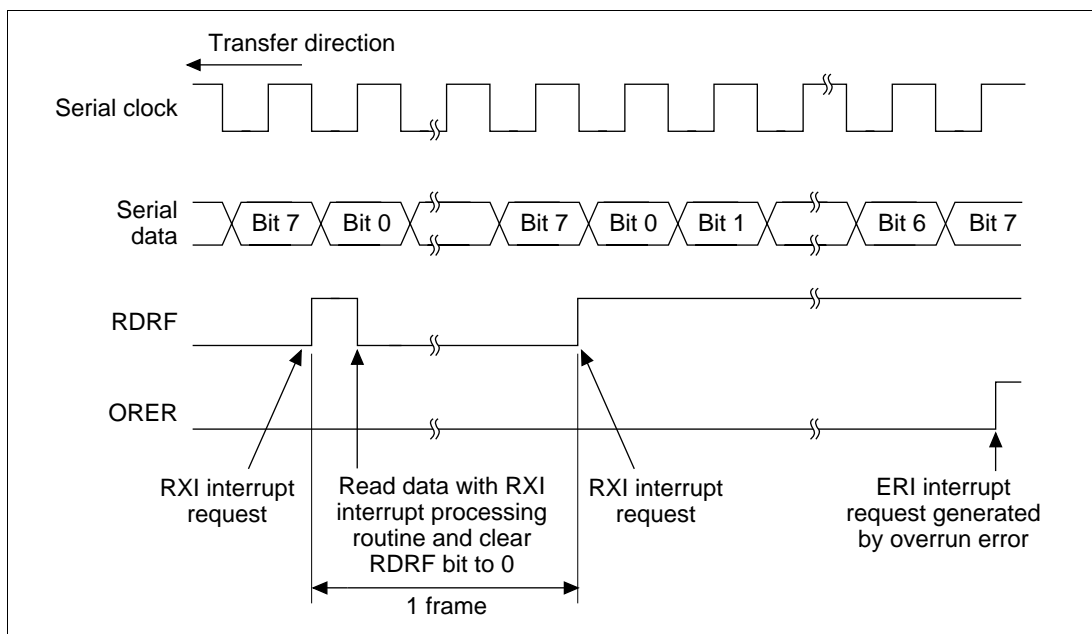 Transfer direction
Serial clock
Serial
data
Bit 7
Bit 0
Bit 7
Bit 0
Bit 1
Bit 6
Bit 7
RDRF
ORER
RXI interrupt
request
Read data with RXI
interrupt processing
routine and clear
RDRF bit to 0
RXI interrupt
request
ERI interrupt
request generated
by overrun error
1 frame